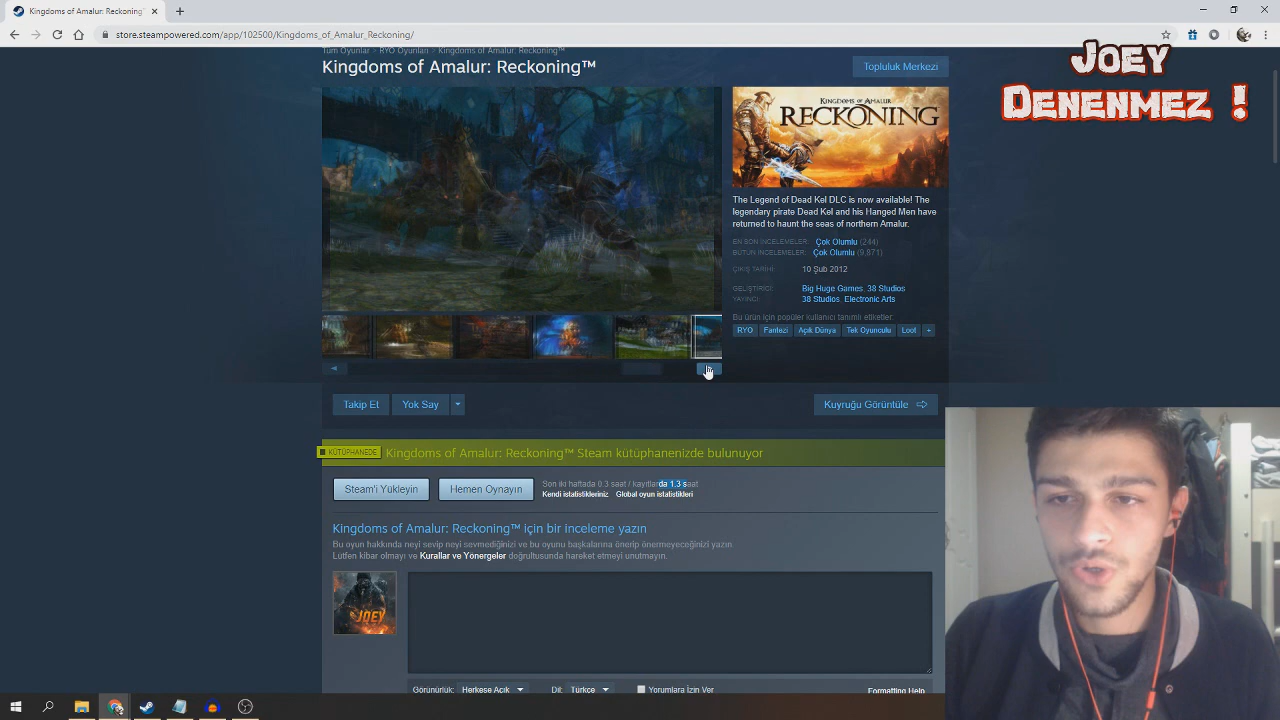 Kingdoms of Amalur: Reckoning™
store.steampowered.com/app/102500/Kingdoms_of_Amalur_Reckoning/
JOEY
DENENMEZ !
Tüm Oyunlar > RYO Oyunları > Kingdoms of Amalur: Reckoning™
Kingdoms of Amalur: Reckoning™
Topluluk Merkezi
KINGDOMS OF AMALUR
RECKONING
The Legend of Dead Kel DLC is now available! The
legendary pirate Dead Kel and his Hanged Men have
returned to haunt the seas of northern Amalur.
EN SON İNCELEMELER: Çok Olumlu (244)
BÜTÜN İNCELEMELER: Çok Olumlu (9,871)
ÇIKIŞ TARİHİ: 10 Şub 2012
GELİŞTİRİCİ: Big Huge Games, 38 Studios
YAYINCI: 38 Studios, Electronic Arts
Bu ürün için popüler kullanıcı tanımlı etiketler:
RYO Fantezi Açık Dünya Tek Oyunculu Loot +
Takip Et Yok Say Kuyruğu Görüntüle
KÜTÜPHANEDE Kingdoms of Amalur: Reckoning™ Steam kütüphanenizde bulunuyor
Steam'i Yükleyin Hemen Oynayın Son iki haftada 0.3 saat / kayıtlarda 1.3 saat
Kendi istatistikleriniz Global oyun istatistikleri
Kingdoms of Amalur: Reckoning™ için bir inceleme yazın
Bu oyun hakkında neyi sevip neyi sevmediğinizi ve bu oyunu başkalarına önerip önermeyeceğinizi yazın
Lütfen kibar olmayı ve Kurallar ve Yönergeler doğrultusunda hareket etmeyi unutmayın.
JOEY
Görünürlük: Herkese Açık Dil: Türkçe Yorumlara İzin Ver Formatting Help